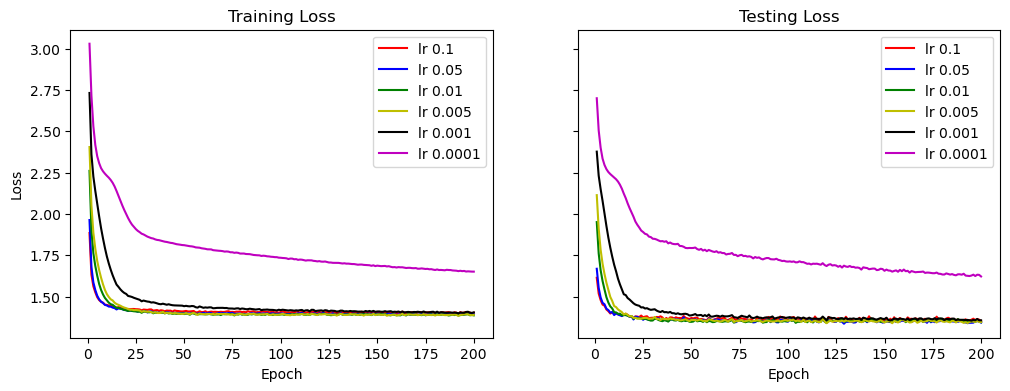 Training Loss
Testing Loss
Loss
3.00
2.75
2.50
2.25
2.00
1.75
1.50
lr 0.1
lr 0.05
lr 0.01
lr 0.005
lr 0.001
lr 0.0001
0 25 50 75 100 125 150 175 200
Epoch
lr 0.1
lr 0.05
lr 0.01
lr 0.005
lr 0.001
lr 0.0001
0 25 50 75 100 125 150 175 200
Epoch